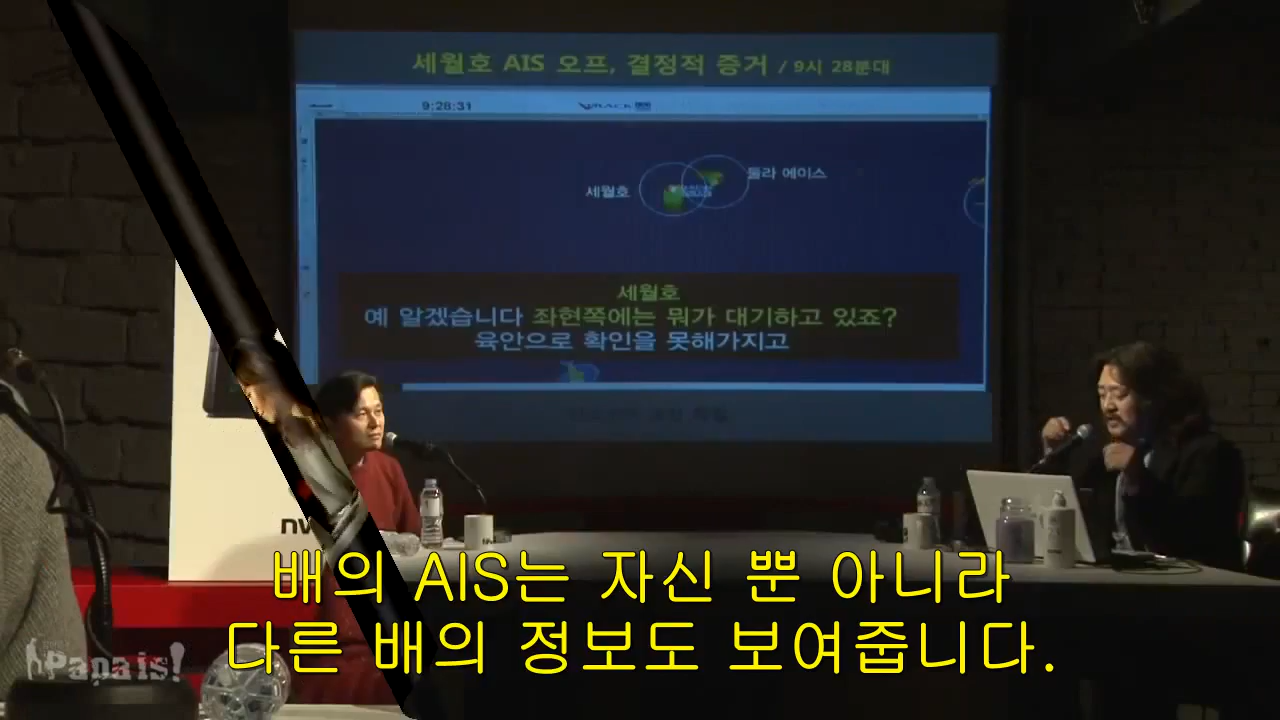 세월호 AIS 오프, 결정적 증거 / 9시 28분대
9:28:31
세월호
둘라 에이스
세월호
예 알겠습니다 좌현쪽에는 뭐가 대기하고 있죠?
육안으로 확인을 못해가지고
배의 AIS는 자신 뿐 아니라
다른 배의 정보도 보여줍니다.
Papa is!